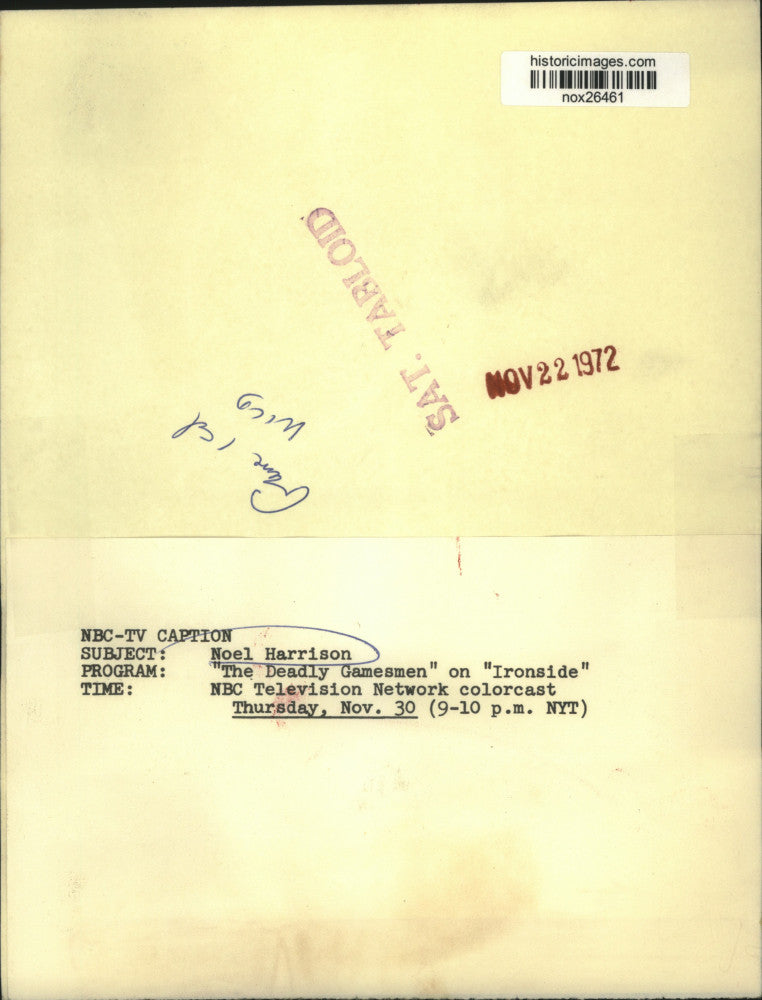 historicimages.com
nox26461
SAT. TABLOID
NOV 22 1972
NBC-TV CAPTION
SUBJECT: Noel Harrison
PROGRAM: "The Deadly Gamesmen" on "Ironside"
TIME: NBC Television Network colorcast
Thursday, Nov. 30 (9-10 p.m. NYT)